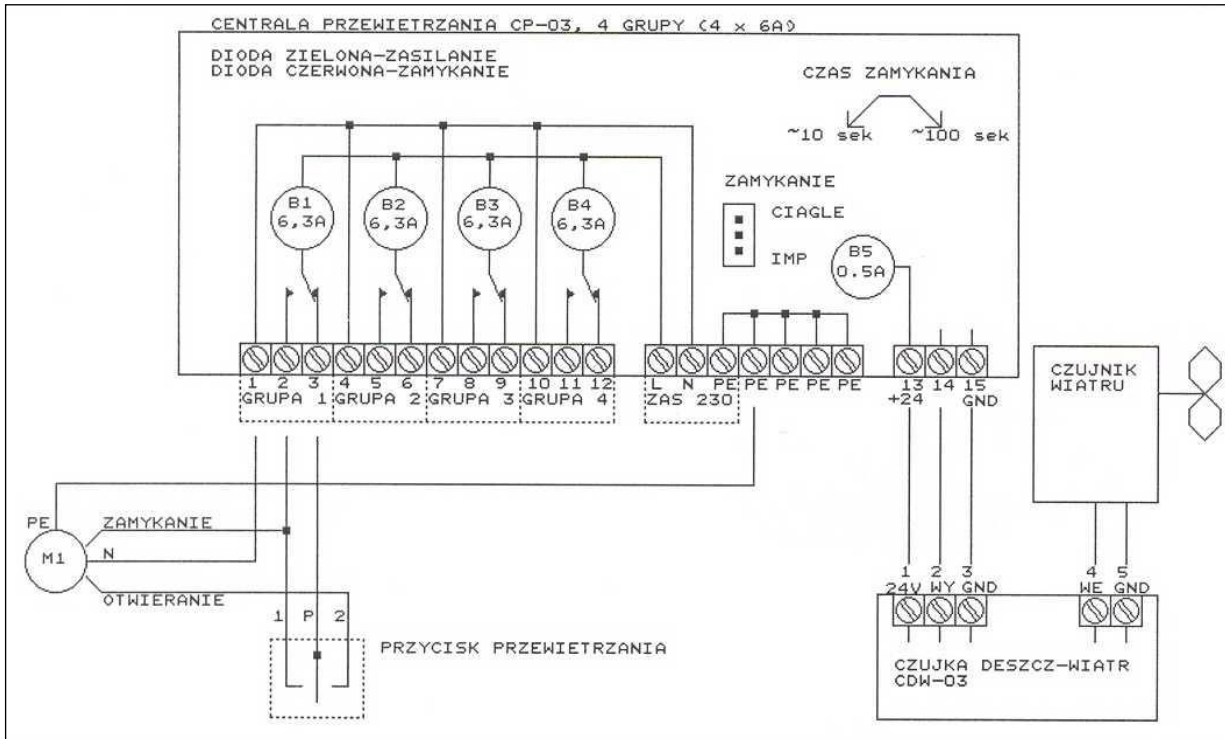 CENTRALA PRZEWIETRZANIA CP-03, 4 GRUPY (4 x 6A)
DIODA ZIELONA-ZASILANIE
DIODA CZERWONA-ZAMYKANIE
CZAS ZAMYKANIA
~10 sek
~100 sek
B1
6,3A
B2
6,3A
B3
6,3A
B4
6,3A
ZAMYKANIE
CIAGLE
IMP
B5
0.5A
1 2 3 4 5 6 7 8 9 10 11 12
GRUPA 1 GRUPA 2 GRUPA 3 GRUPA 4
L N PE PE PE PE PE
ZAS 230
13 14 15
+24 GND
CZUJNIK
WIATRU
PE
M1
ZAMYKANIE
N
OTWIERANIE
1 P 2
PRZYCISK PRZEWIETRZANIA
1 2 3
24V WY GND
4 5
WE GND
CZUJKA DESZCZ-WIATR
CDW-03